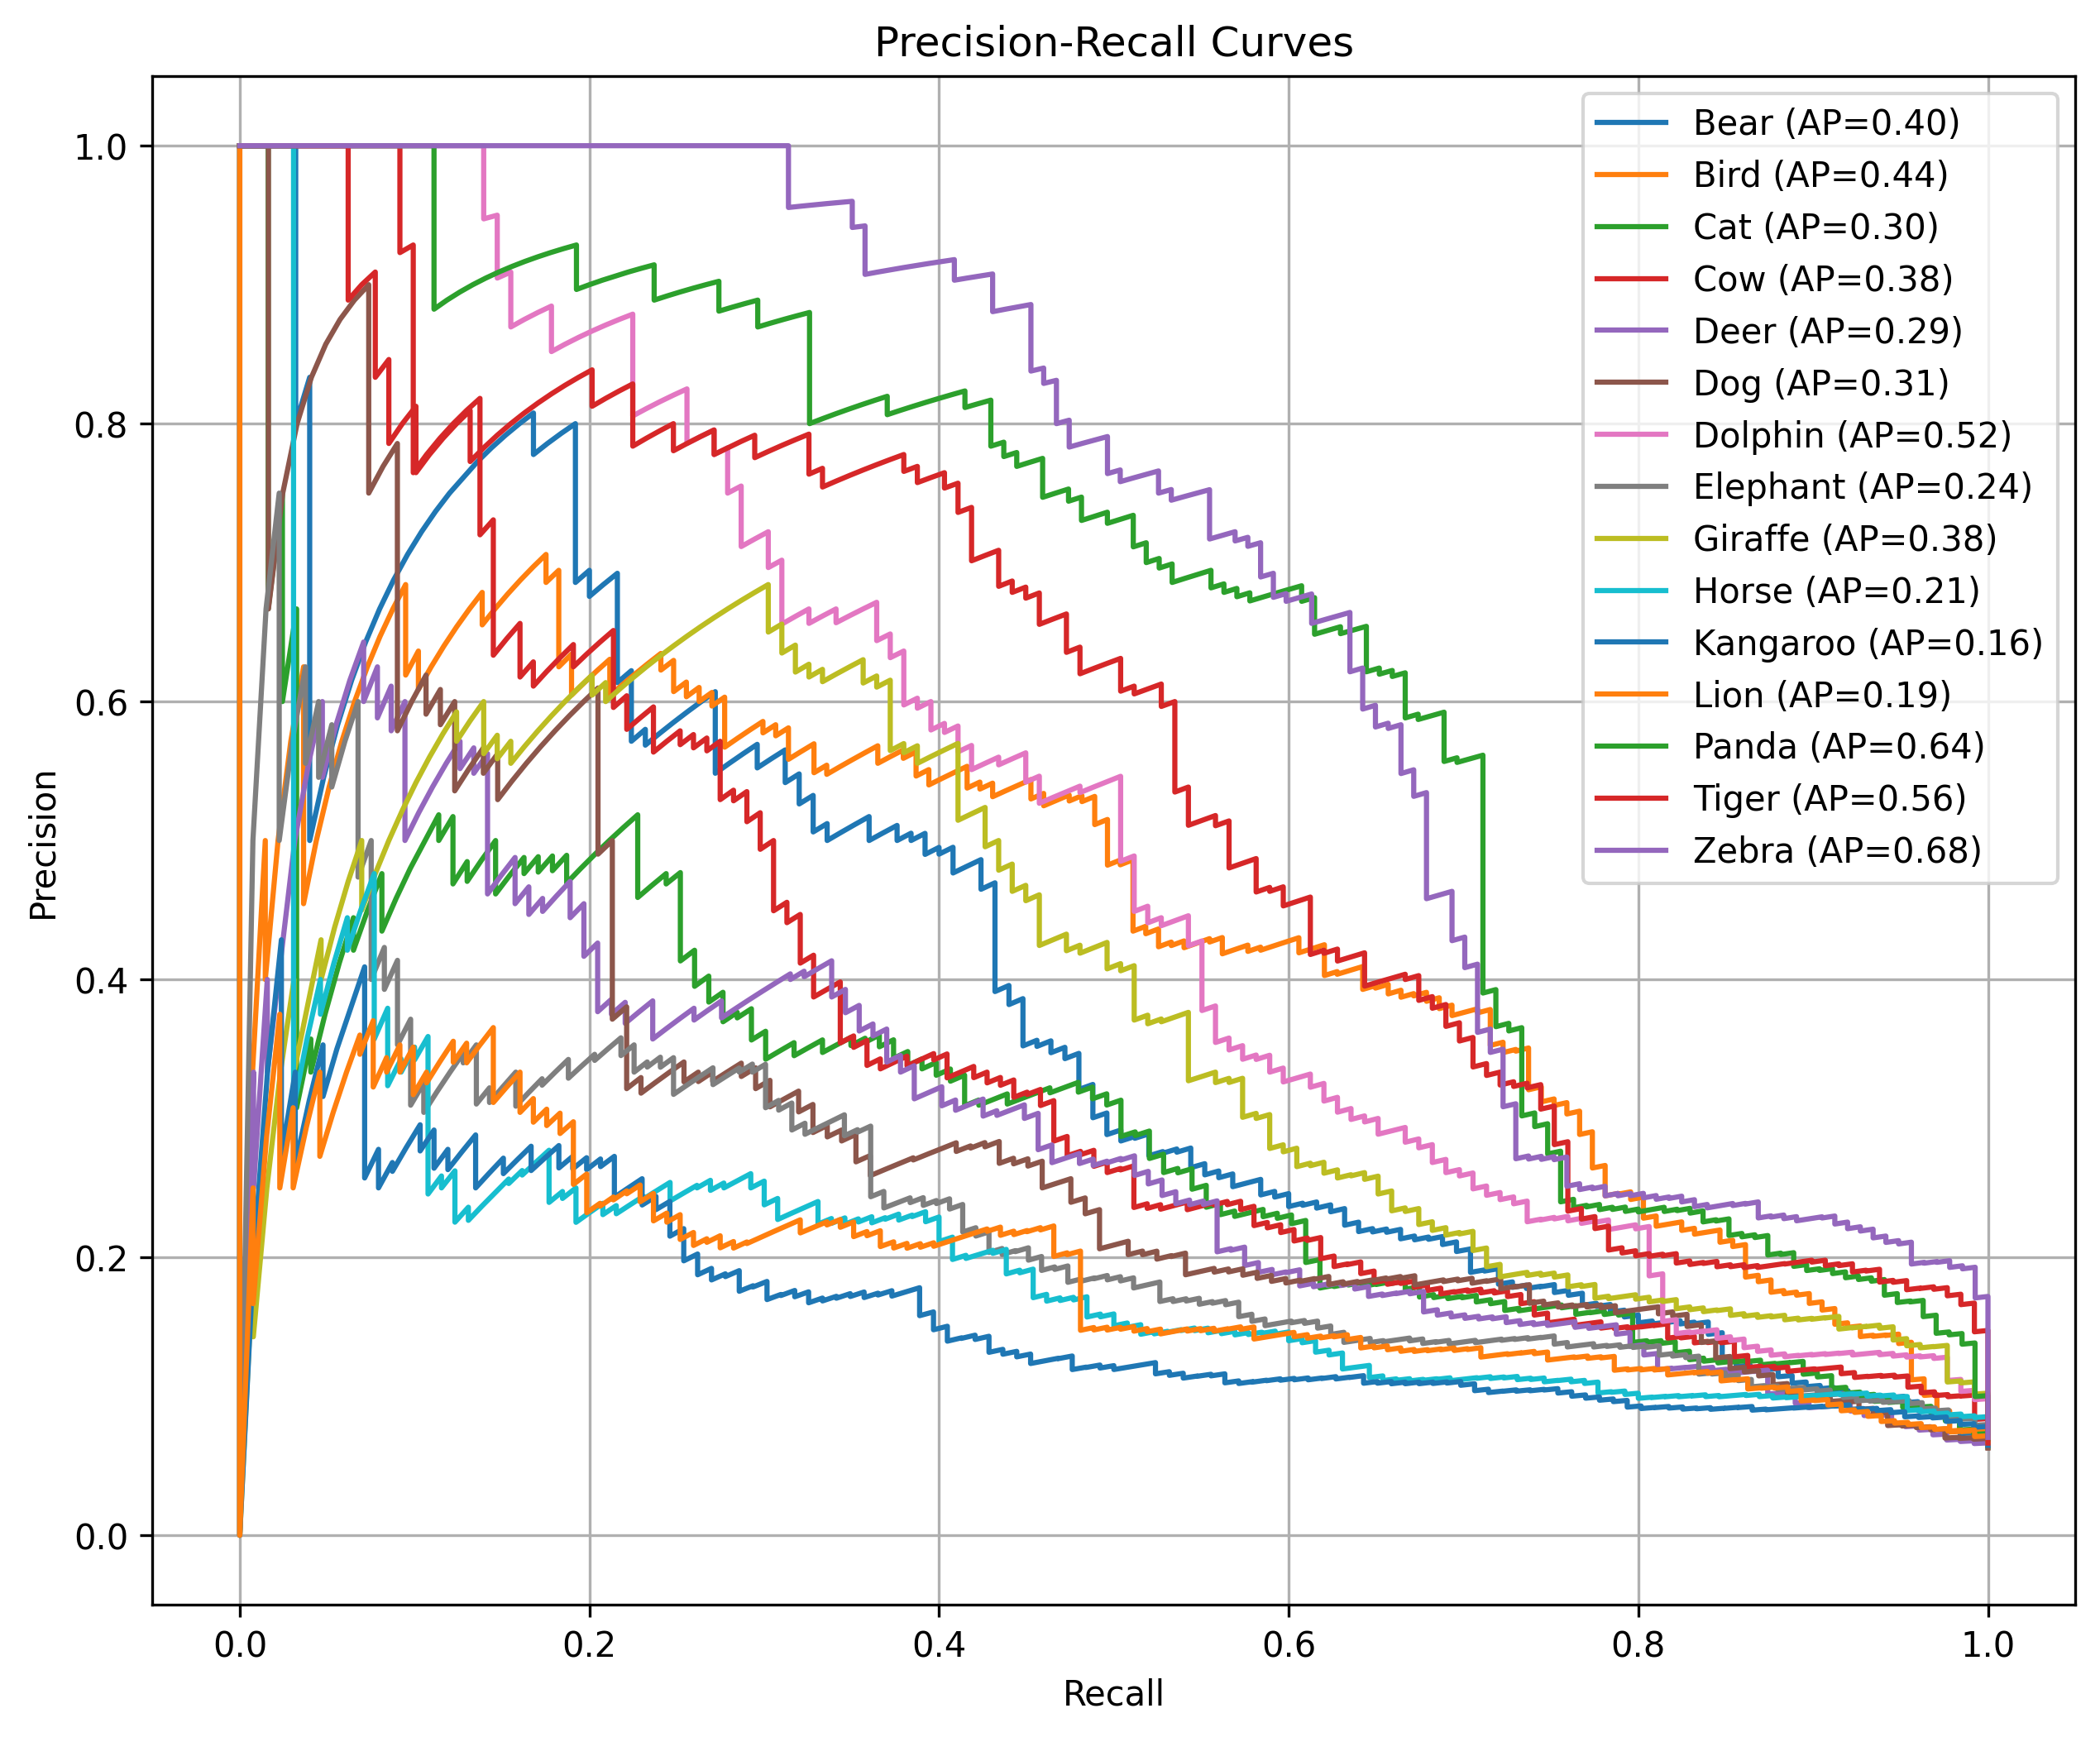 Precision-Recall Curves
1.0
0.8
0.6
0.4
0.2
0.0
Precision
0.0 0.2 0.4 0.6 0.8 1.0
Recall
Bear (AP=0.40)
Bird (AP=0.44)
Cat (AP=0.30)
Cow (AP=0.38)
Deer (AP=0.29)
Dog (AP=0.31)
Dolphin (AP=0.52)
Elephant (AP=0.24)
Giraffe (AP=0.38)
Horse (AP=0.21)
Kangaroo (AP=0.16)
Lion (AP=0.19)
Panda (AP=0.64)
Tiger (AP=0.56)
Zebra (AP=0.68)